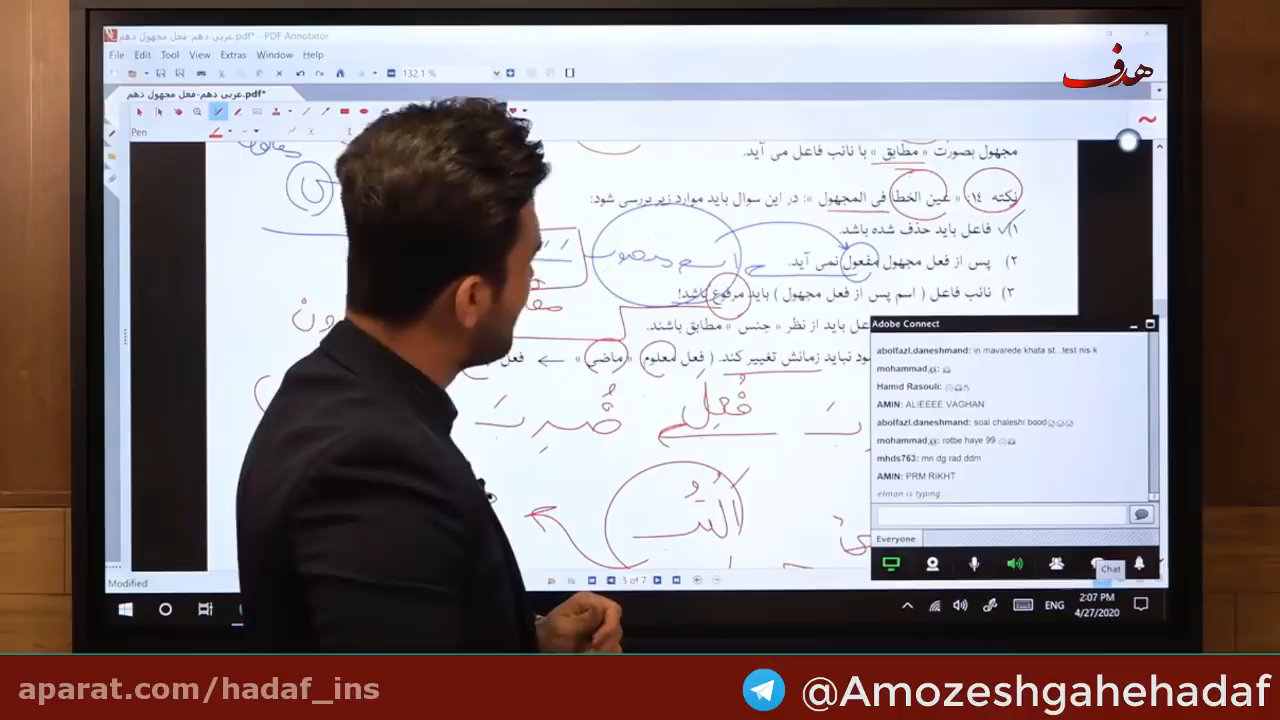 عربی دهم-فعل مجهول دهم.pdf* - PDF Annotator
File Edit Tool View Extras Window Help
132.1 %
عربی دهم-فعل مجهول دهم.pdf*
Pen
هدف
مجهول بصورت « مطابق » با نائب فاعل می آید.
نکته ۱۴: « عین الخطا فی المجهول »: در این سوال باید موارد زیر بررسی شود:
۱) فاعل باید حذف شده باشد.
۲) پس از فعل مجهول مفعول نمی آید.
اسم منصوب
۳) نائب فاعل ( اسم پس از فعل مجهول ) باید مرفوع باشد!
ون
عل باید از نظر « جنس » مطابق باشند.
ود نباید زمانش تغییر کند. ( فعل معلوم « ماضی » ← فعل
فُعِلَ ضُرِبَ
Adobe Connect
abolfazl.daneshmand: in mavarede khata st...test nis k
mohammad:
Hamid Rasouli:
AMIN: ALIEEEE VAGHAN
abolfazl.daneshmand: soal chaleshi bood
mohammad: rotbe haye 99
mhds763: mn dg rad ddm
AMIN: PRM RIKHT
elman is typing...
Everyone
Chat
Modified
3 of 7
ENG
2:07 PM
4/27/2020
aparat.com/hadaf_ins
@Amozeshgahehadaf